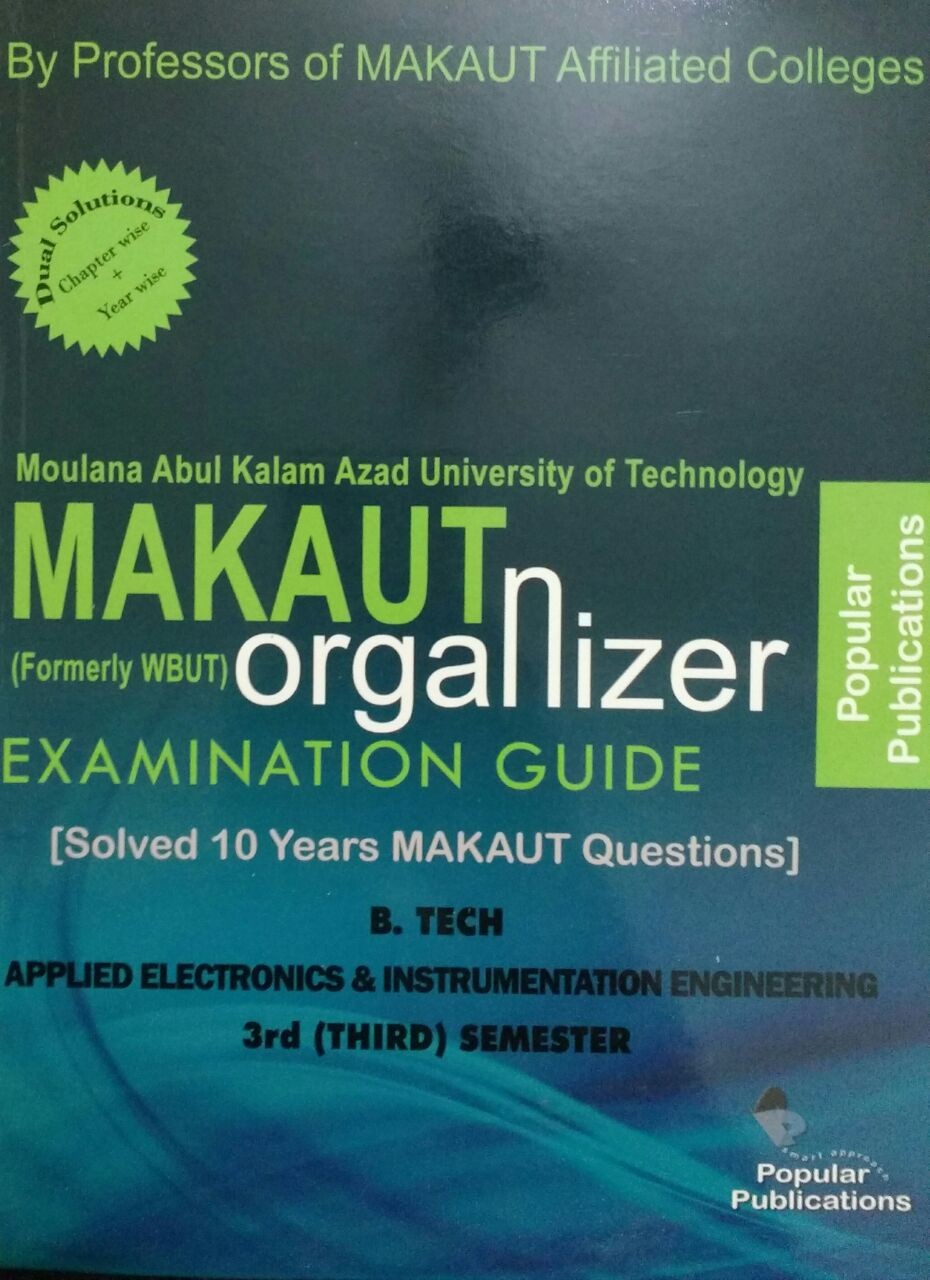 By Professors of MAKAUT Affiliated Colleges
Dual Solutions
Chapter wise
+
Year wise
Moulana Abul Kalam Azad University of Technology
MAKAUT
(Formerly WBUT)
organizer
Popular
Publications
EXAMINATION GUIDE
[Solved 10 Years MAKAUT Questions]
B. TECH
APPLIED ELECTRONICS & INSTRUMENTATION ENGINEERING
3rd (THIRD) SEMESTER
smart approach
Popular
Publications